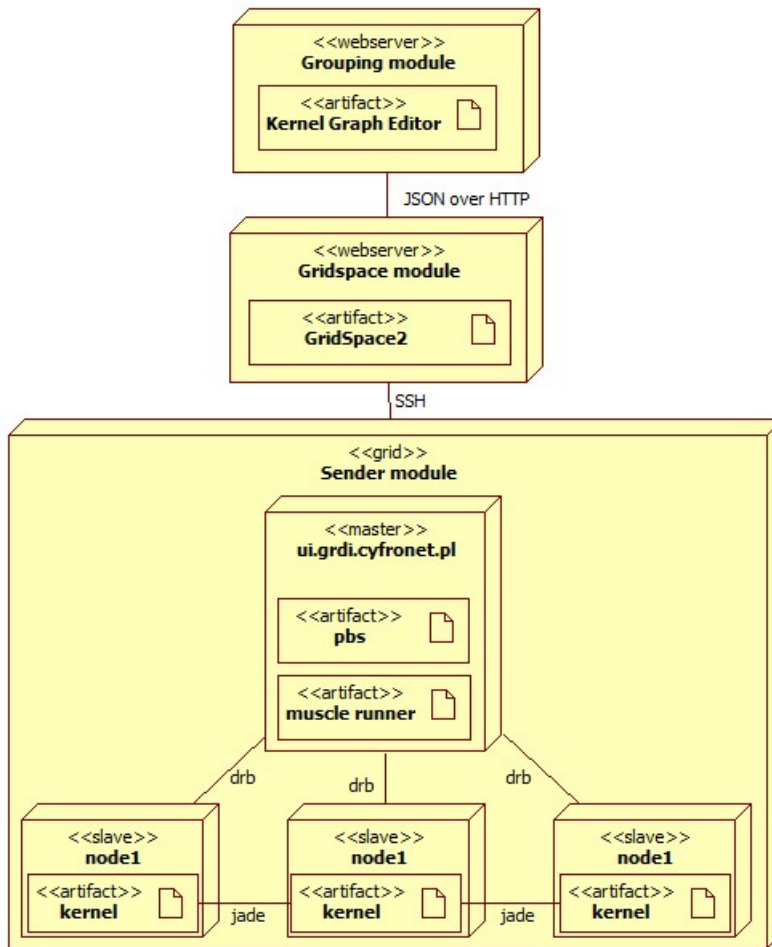 <<webserver>>
Grouping module
<<artifact>>
Kernel Graph Editor
JSON over HTTP
<<webserver>>
Gridspace module
<<artifact>>
GridSpace2
SSH
<<grid>>
Sender module
<<master>>
ui.grdi.cyfronet.pl
<<artifact>>
pbs
<<artifact>>
muscle runner
drb
drb
drb
<<slave>>
node1
<<artifact>>
kernel
jade
<<slave>>
node1
<<artifact>>
kernel
jade
<<slave>>
node1
<<artifact>>
kernel